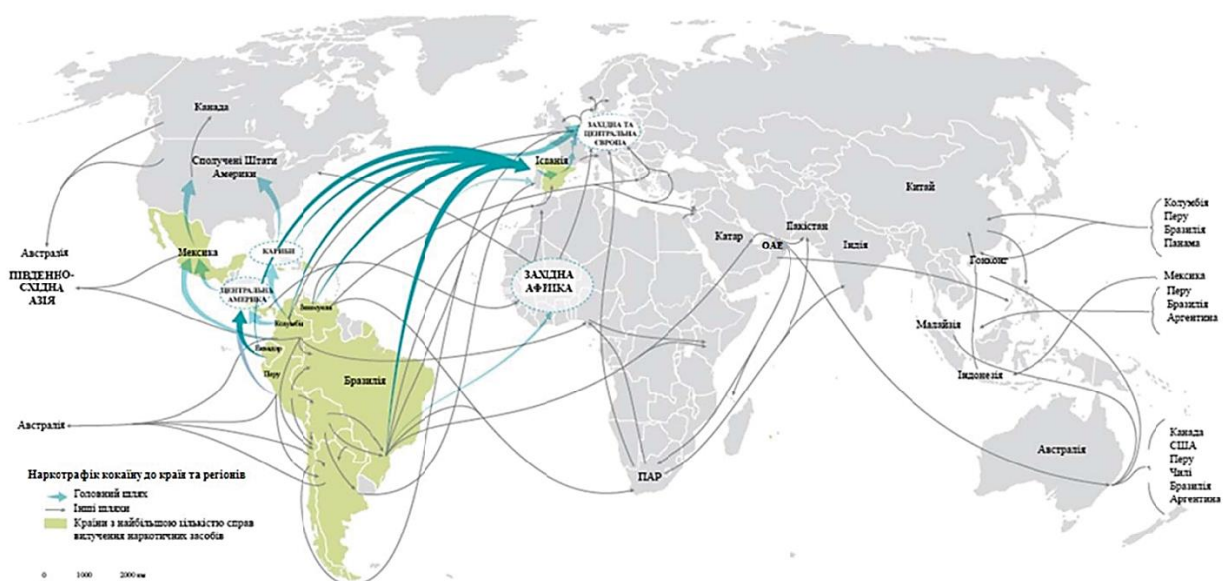 Канада
Сполучені Штати
Америки
Мексика
КАРИБИ
ЦЕНТРАЛЬНА
АМЕРИКА
Колумбія
Венесуела
Еквадор
Перу
Бразилія
Австралія
ПІВДЕННО-
СХІДНА
АЗІЯ
Австралія
ЗАХІДНА ТА
ЦЕНТРАЛЬНА
ЄВРОПА
Іспанія
ЗАХІДНА
АФРИКА
ПАР
Катар
ОАЕ
Пакістан
Індія
Китай
Гонконг
Малайзія
Індонезія
Австралія
Колумбія
Перу
Бразилія
Панама
Мексика
Перу
Бразилія
Аргентина
Канада
США
Перу
Чилі
Бразилія
Аргентина
Наркотрафік кокаїну до країн та регіонів
Головний шлях
Інші шляхи
Країни з найбільшою кількістю справ
вилучення наркотичних засобів
0 1000 2000 км